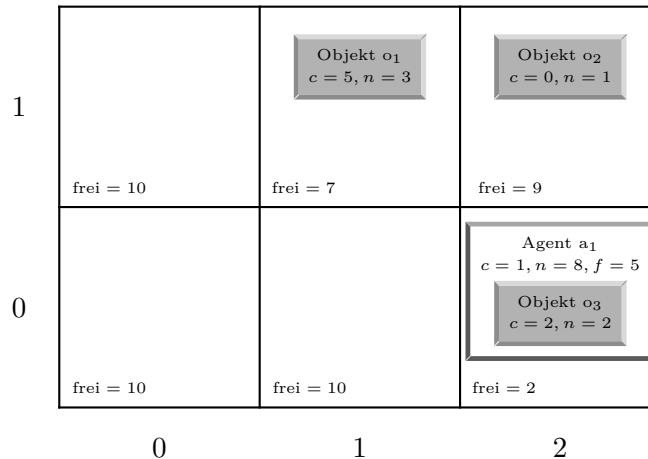 1
Objekt o₁
c = 5, n = 3
Objekt o₂
c = 0, n = 1
frei = 10
frei = 7
frei = 9
0
Agent a₁
c = 1, n = 8, f = 5
Objekt o₃
c = 2, n = 2
frei = 10
frei = 10
frei = 2
0
1
2